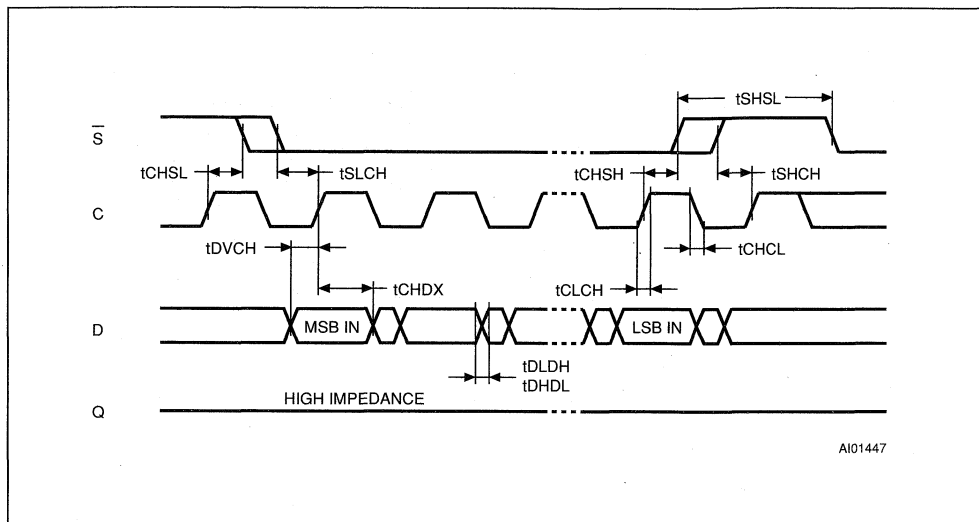 tSHSL
S̅
tCHSL
tSLCH
tCHSH
tSHCH
C
tDVCH
tCHCL
tCHDX
tCLCH
D
MSB IN
LSB IN
tDLDH
tDHDL
HIGH IMPEDANCE
Q
AI01447